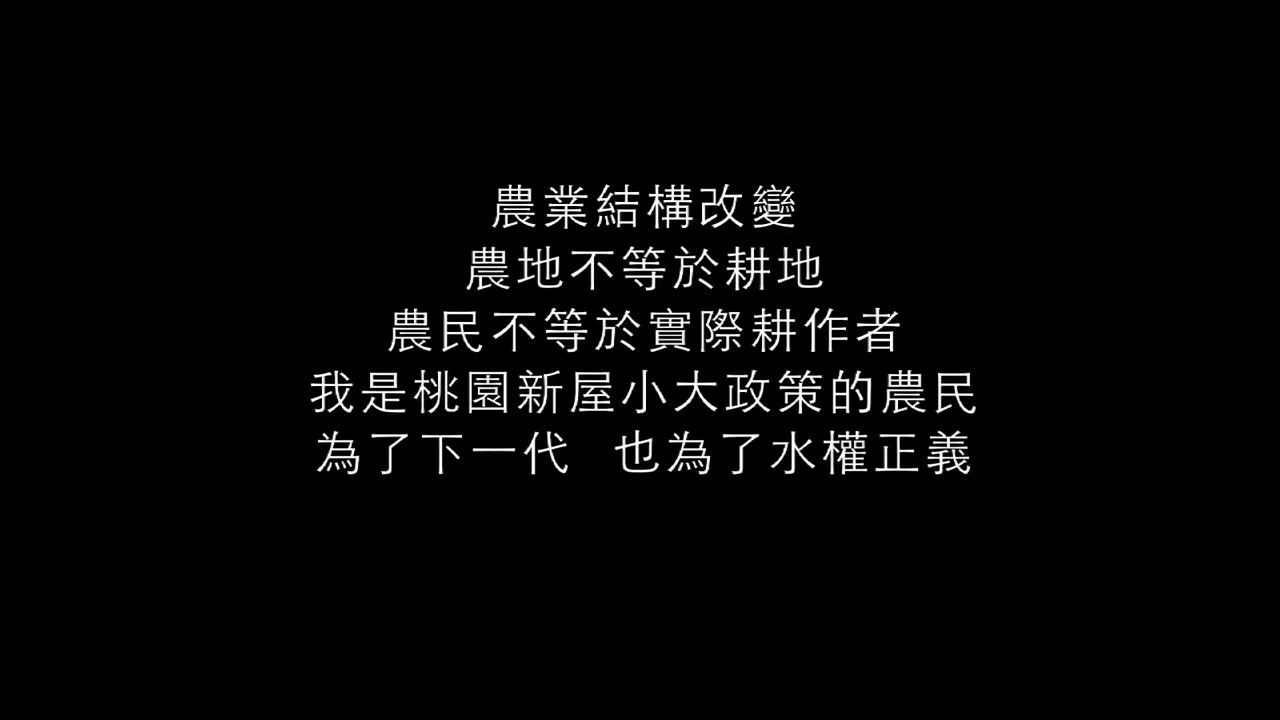 農業結構改變
農地不等於耕地
農民不等於實際耕作者
我是桃園新屋小大政策的農民
為了下一代 也為了水權正義